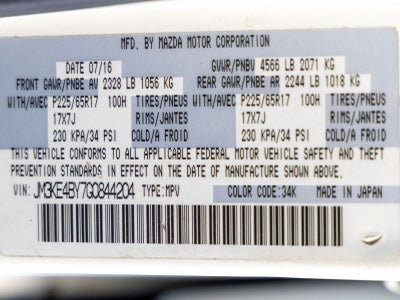 MFD. BY MAZDA MOTOR CORPORATION
DATE 07/16 GVWR/PNBV 4566 LB 2071 KG
FRONT GAWR/PNBE AV 2328 LB 1056 KG REAR GAWR/PNBE AR 2244 LB 1018 KG
WITH/AVEC P225/65R17 100H TIRES/PNEUS WITH/AVEC P225/65R17 100H TIRES/PNEUS
17X7J RIMS/JANTES 17X7J RIMS/JANTES
230 KPA/34 PSI COLD/A FROID 230 KPA/34 PSI COLD/A FROID
THIS VEHICLE CONFORMS TO ALL APPLICABLE FEDERAL MOTOR VEHICLE SAFETY AND THEFT
PREVENTION STANDARDS IN EFFECT ON THE DATE OF MANUFACTURE SHOWN ABOVE.
VIN: JM3KE4BY7G0844204 TYPE: MPV COLOR CODE: 34K MADE IN JAPAN